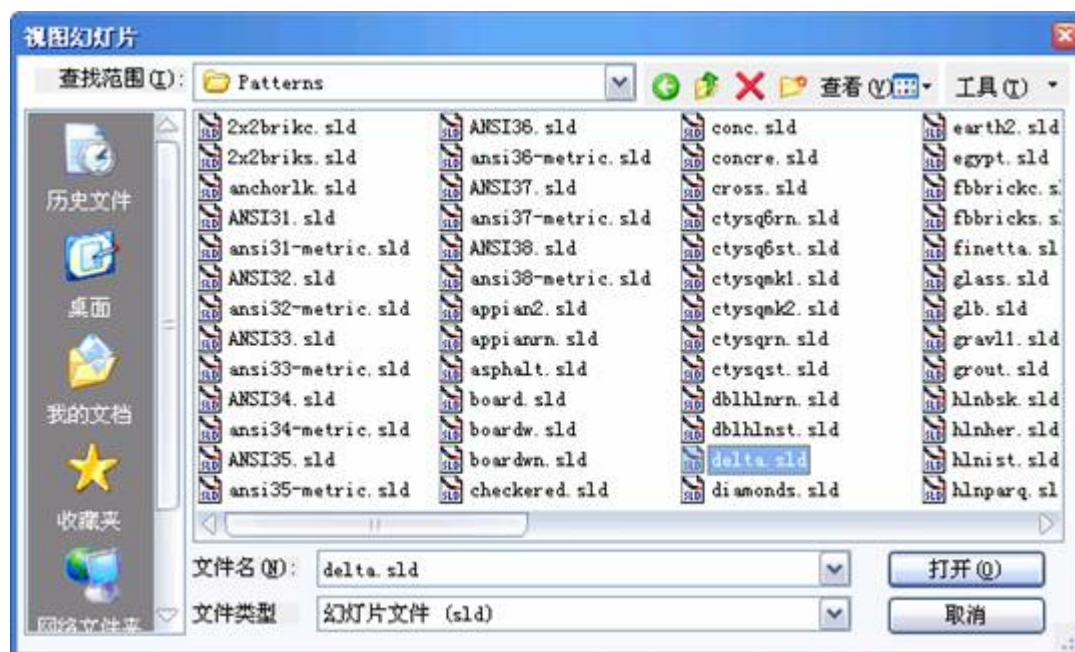 视图幻灯片
查找范围(I): Patterns 查看(V) 工具(T)
历史文件
桌面
我的文档
收藏夹
网络文件夹
2x2brikc.sld
2x2briks.sld
anchorlk.sld
ANSI31.sld
ansi31-metric.sld
ANSI32.sld
ansi32-metric.sld
ANSI33.sld
ansi33-metric.sld
ANSI34.sld
ansi34-metric.sld
ANSI35.sld
ansi35-metric.sld
ANSI36.sld
ansi36-metric.sld
ANSI37.sld
ansi37-metric.sld
ANSI38.sld
ansi38-metric.sld
appian2.sld
appianrn.sld
asphalt.sld
board.sld
boardw.sld
boardwn.sld
checkered.sld
conc.sld
concre.sld
cross.sld
ctysq6rn.sld
ctysq6st.sld
ctysqmk1.sld
ctysqmk2.sld
ctysqrn.sld
ctysqst.sld
dblhlnrn.sld
dblhlnst.sld
delta.sld
diamonds.sld
earth2.sld
egypt.sld
fbbrickc.s
fbbricks.s
finetta.sl
glass.sld
glb.sld
gravl1.sld
grout.sld
hlnbsk.sld
hlnher.sld
hlnist.sld
hlnparq.sl
文件名(N): delta.sld 打开(O)
文件类型 幻灯片文件 (sld) 取消